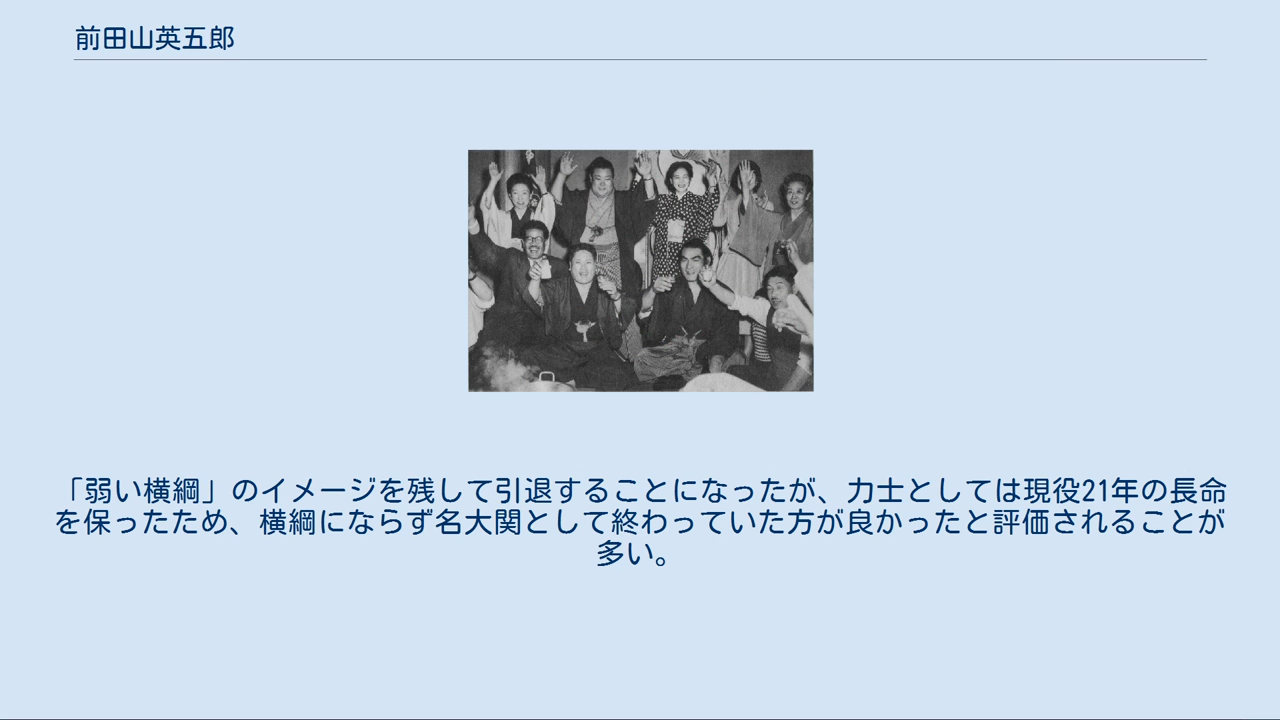 前田山英五郎
「弱い横綱」のイメージを残して引退することになったが、力士としては現役21年の長命
を保ったため、横綱にならず名大関として終わっていた方が良かったと評価されることが
多い。